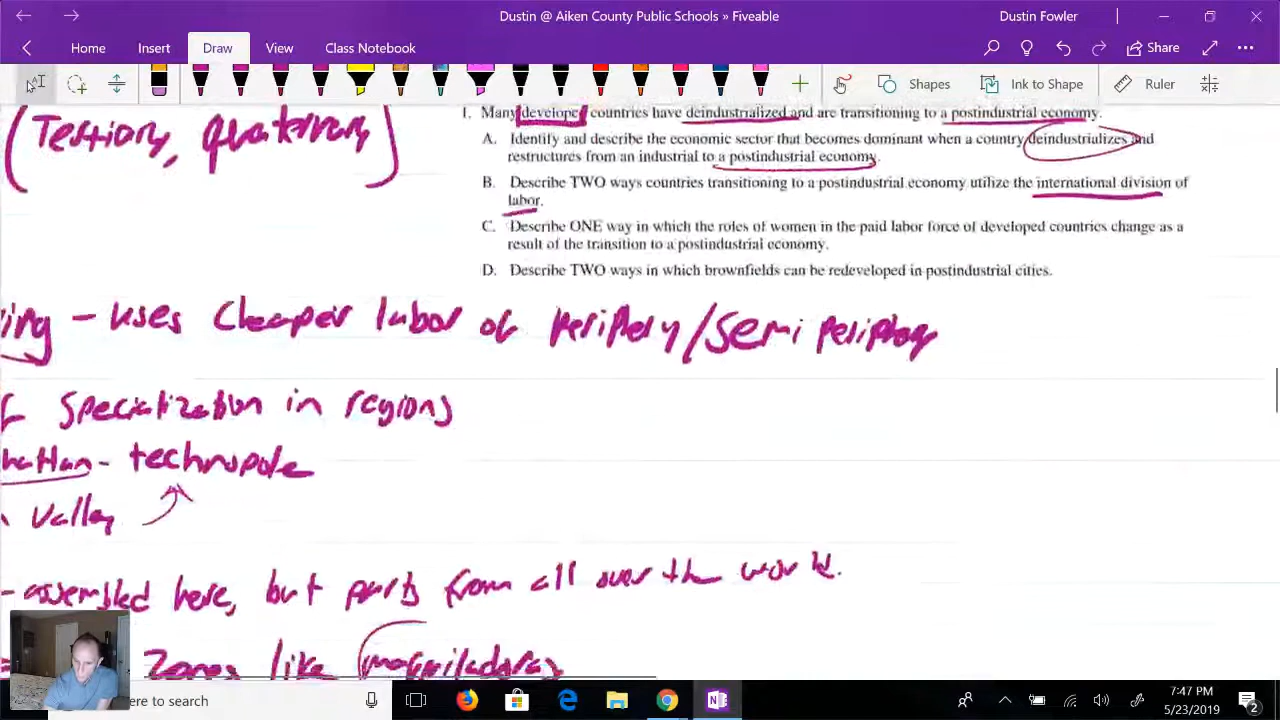 Dustin @ Aiken County Public Schools » Fiveable
Dustin Fowler
Home Insert Draw View Class Notebook
Share
Shapes Ink to Shape Ruler
(Tertiary, quaternary)
1. Many developed countries have deindustrialized and are transitioning to a postindustrial economy.
A. Identify and describe the economic sector that becomes dominant when a country deindustrializes and
restructures from an industrial to a postindustrial economy.
B. Describe TWO ways countries transitioning to a postindustrial economy utilize the international division of
labor.
C. Describe ONE way in which the roles of women in the paid labor force of developed countries change as a
result of the transition to a postindustrial economy.
D. Describe TWO ways in which brownfields can be redeveloped in postindustrial cities.
ing - uses cheaper labor of Periphery/Semi periphery
Specialization in regions
hattan - technopole
Valley
- assembled here, but parts from all over the world.
Zones like (maquiladoras
ere to search
7:47 PM
5/23/2019
2